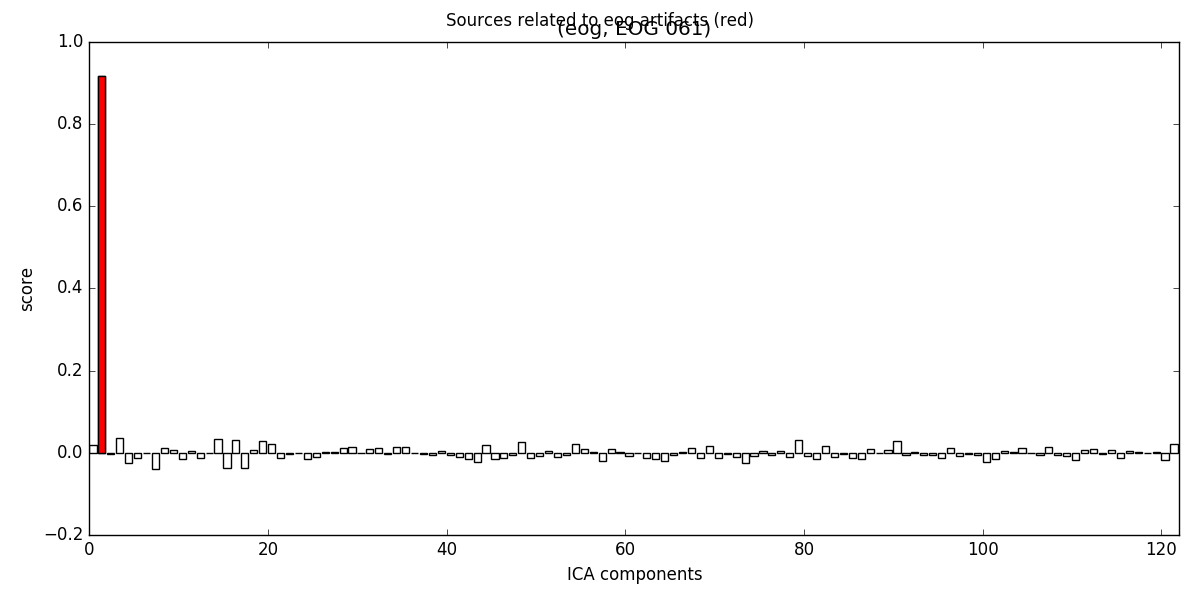 Sources related to eog artifacts (red)
(eog, EOG 061)
1.0
0.8
0.6
0.4
0.2
0.0
−0.2
score
0 20 40 60 80 100 120
ICA components